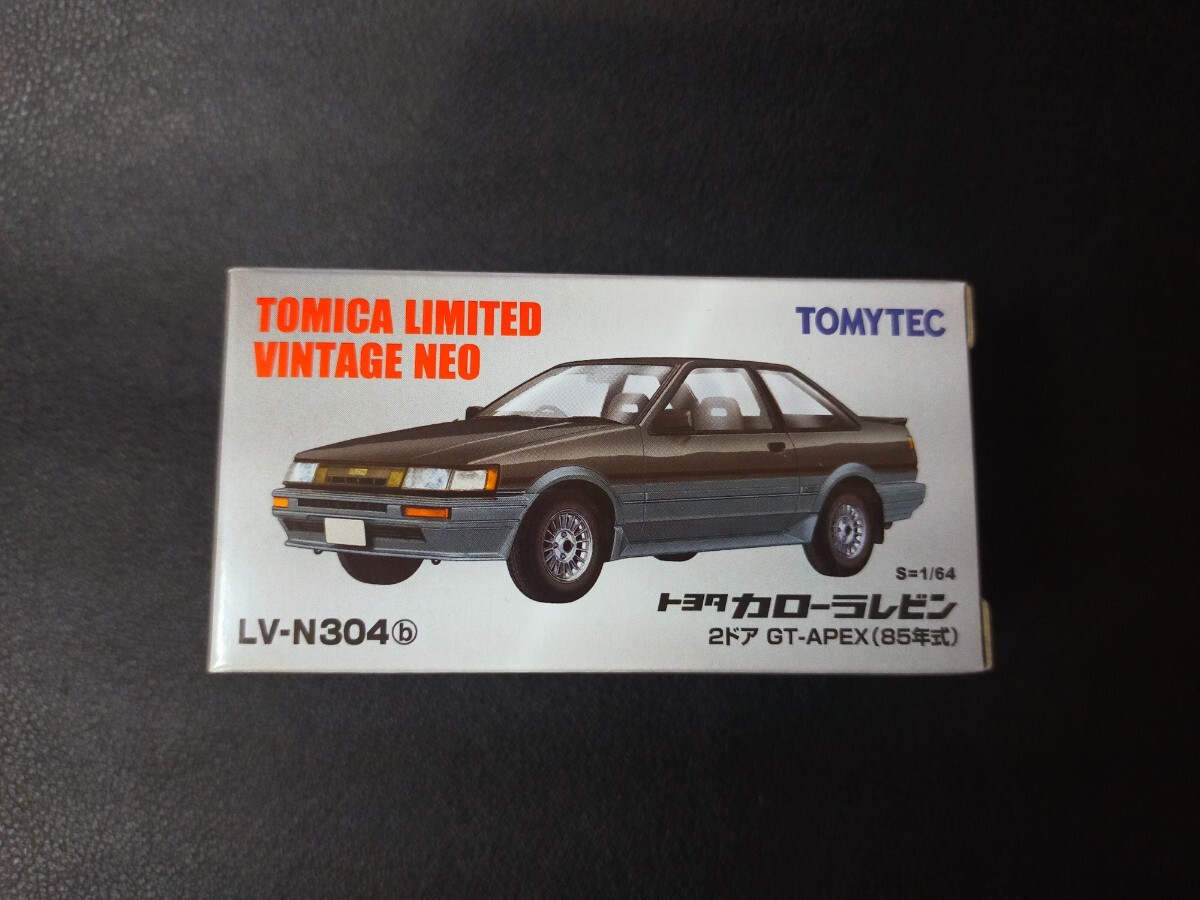 TOMICA LIMITED
VINTAGE NEO
TOMYTEC
S=1/64
LV-N304ⓑ
トヨタ カローラレビン
2ドア GT-APEX(85年式)